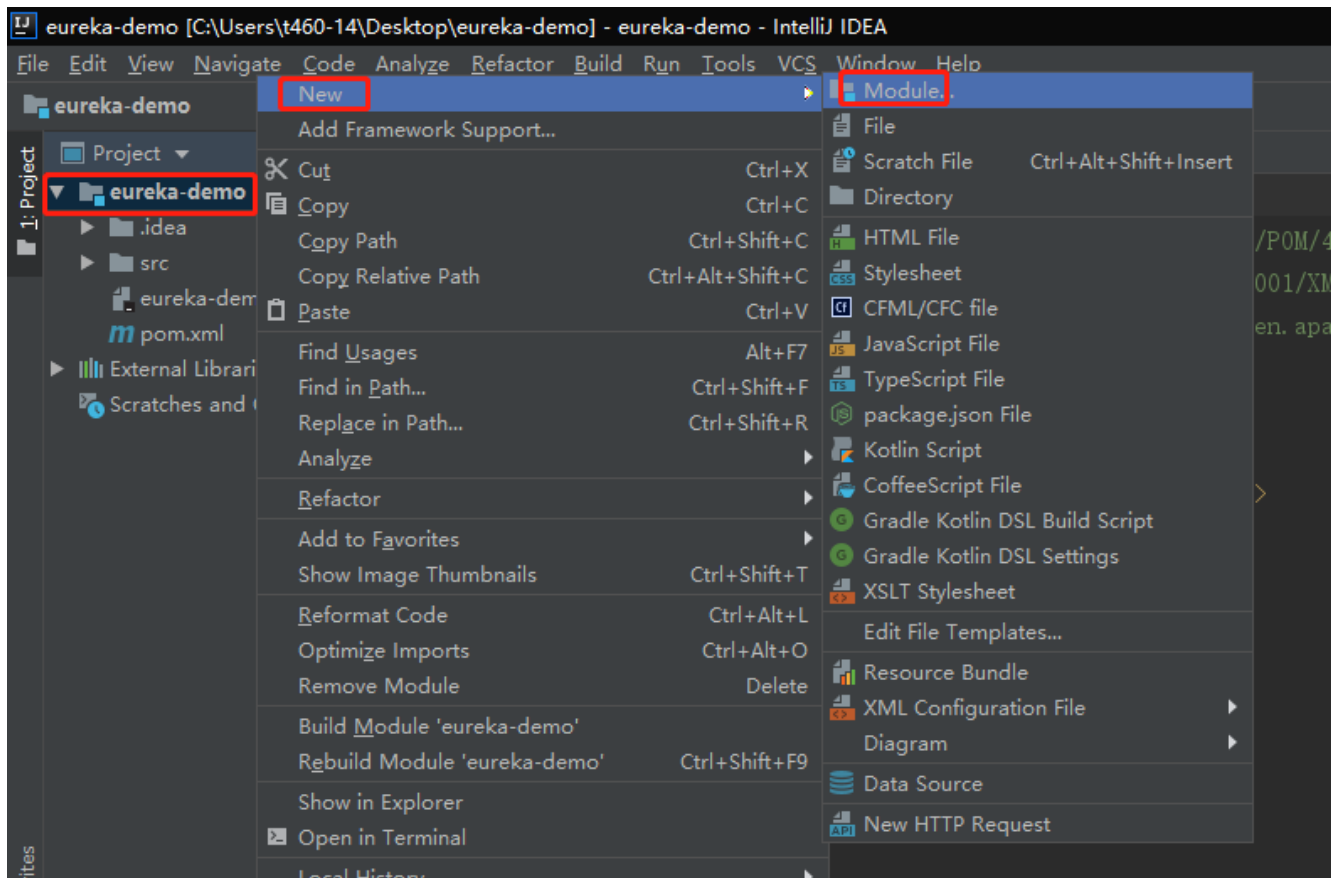 eureka-demo [C:\Users\t460-14\Desktop\eureka-demo] - eureka-demo - IntelliJ IDEA
File Edit View Navigate Code Analyze Refactor Build Run Tools VCS Window Help
eureka-demo
1: Project
Project
eureka-demo
.idea
src
eureka-dem
pom.xml
External Librari
Scratches and
New
Add Framework Support...
Cut Ctrl+X
Copy Ctrl+C
Copy Path Ctrl+Shift+C
Copy Relative Path Ctrl+Alt+Shift+C
Paste Ctrl+V
Find Usages Alt+F7
Find in Path... Ctrl+Shift+F
Replace in Path... Ctrl+Shift+R
Analyze
Refactor
Add to Favorites
Show Image Thumbnails Ctrl+Shift+T
Reformat Code Ctrl+Alt+L
Optimize Imports Ctrl+Alt+O
Remove Module Delete
Build Module 'eureka-demo'
Rebuild Module 'eureka-demo' Ctrl+Shift+F9
Show in Explorer
Open in Terminal
Local History
Module...
File
Scratch File Ctrl+Alt+Shift+Insert
Directory
HTML File
Stylesheet
CFML/CFC file
JavaScript File
TypeScript File
package.json File
Kotlin Script
CoffeeScript File
Gradle Kotlin DSL Build Script
Gradle Kotlin DSL Settings
XSLT Stylesheet
Edit File Templates...
Resource Bundle
XML Configuration File
Diagram
Data Source
New HTTP Request
/POM/4
001/XM
en.apa
>
ites